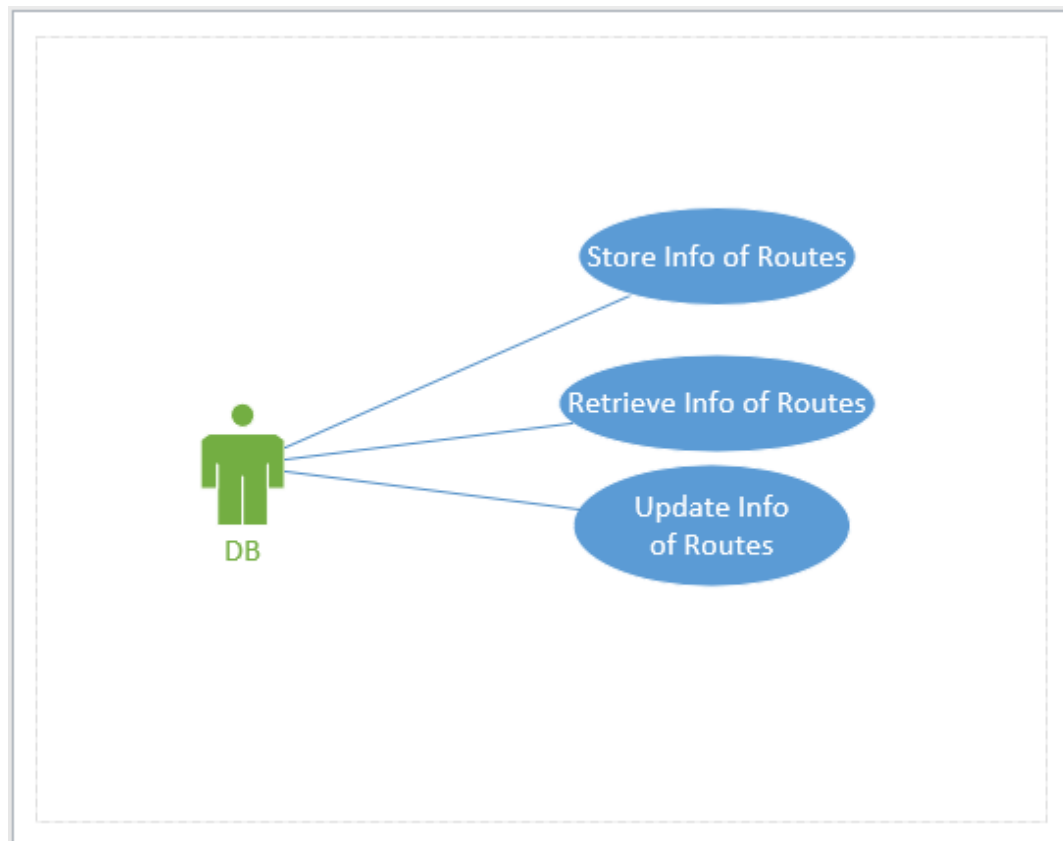 Store Info of Routes
Retrieve Info of Routes
Update Info
of Routes
DB